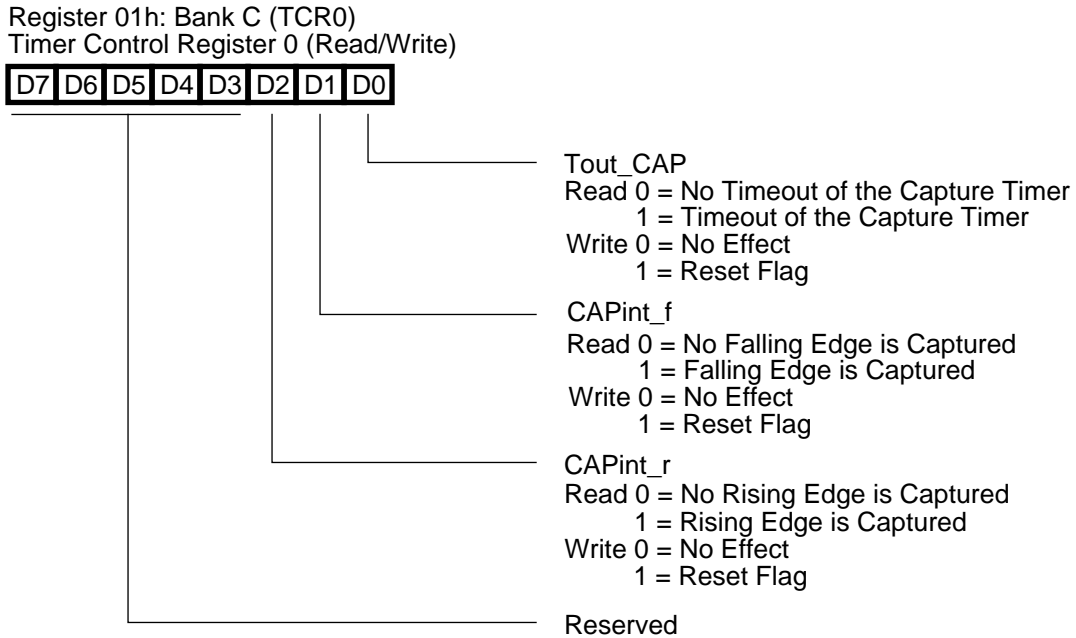 Register 01h: Bank C (TCR0)
Timer Control Register 0 (Read/Write)
D7 D6 D5 D4 D3 D2 D1 D0
Tout_CAP
Read 0 = No Timeout of the Capture Timer
1 = Timeout of the Capture Timer
Write 0 = No Effect
1 = Reset Flag
CAPint_f
Read 0 = No Falling Edge is Captured
1 = Falling Edge is Captured
Write 0 = No Effect
1 = Reset Flag
CAPint_r
Read 0 = No Rising Edge is Captured
1 = Rising Edge is Captured
Write 0 = No Effect
1 = Reset Flag
Reserved